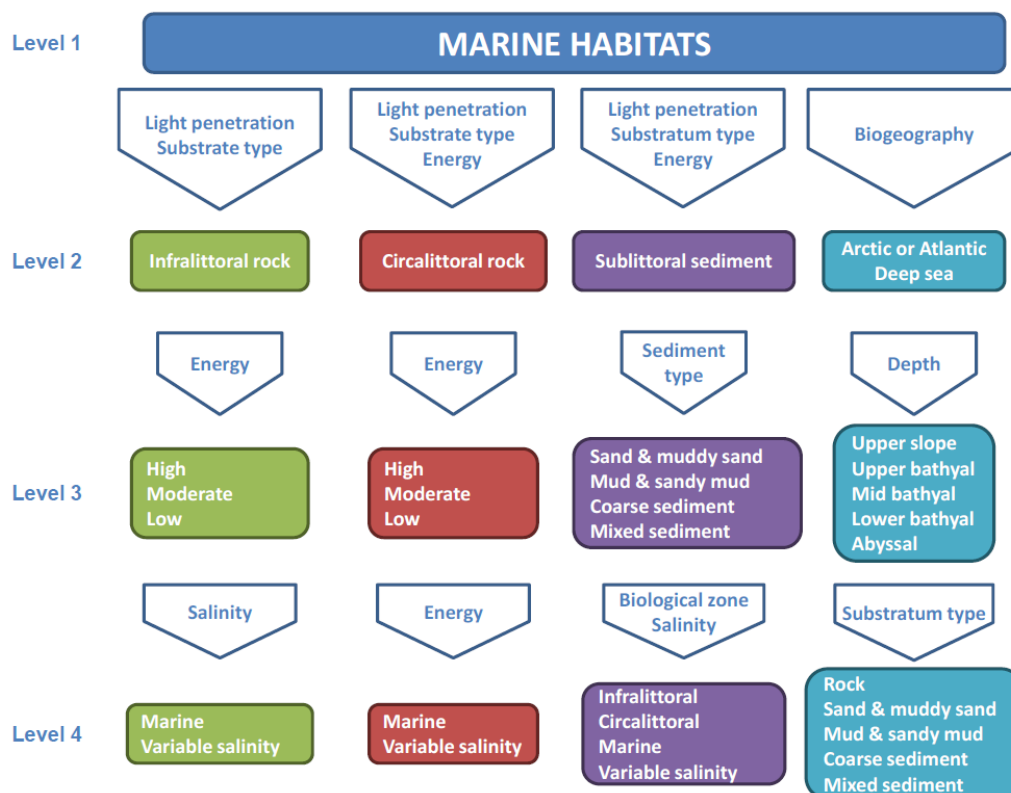 Level 1
MARINE HABITATS
Light penetration
Substrate type
Light penetration
Substrate type
Energy
Light penetration
Substratum type
Energy
Biogeography
Level 2
Infralittoral rock
Circalittoral rock
Sublittoral sediment
Arctic or Atlantic
Deep sea
Energy
Energy
Sediment
type
Depth
Level 3
High
Moderate
Low
High
Moderate
Low
Sand & muddy sand
Mud & sandy mud
Coarse sediment
Mixed sediment
Upper slope
Upper bathyal
Mid bathyal
Lower bathyal
Abyssal
Salinity
Energy
Biological zone
Salinity
Substratum type
Level 4
Marine
Variable salinity
Marine
Variable salinity
Infralittoral
Circalittoral
Marine
Variable salinity
Rock
Sand & muddy sand
Mud & sandy mud
Coarse sediment
Mixed sediment